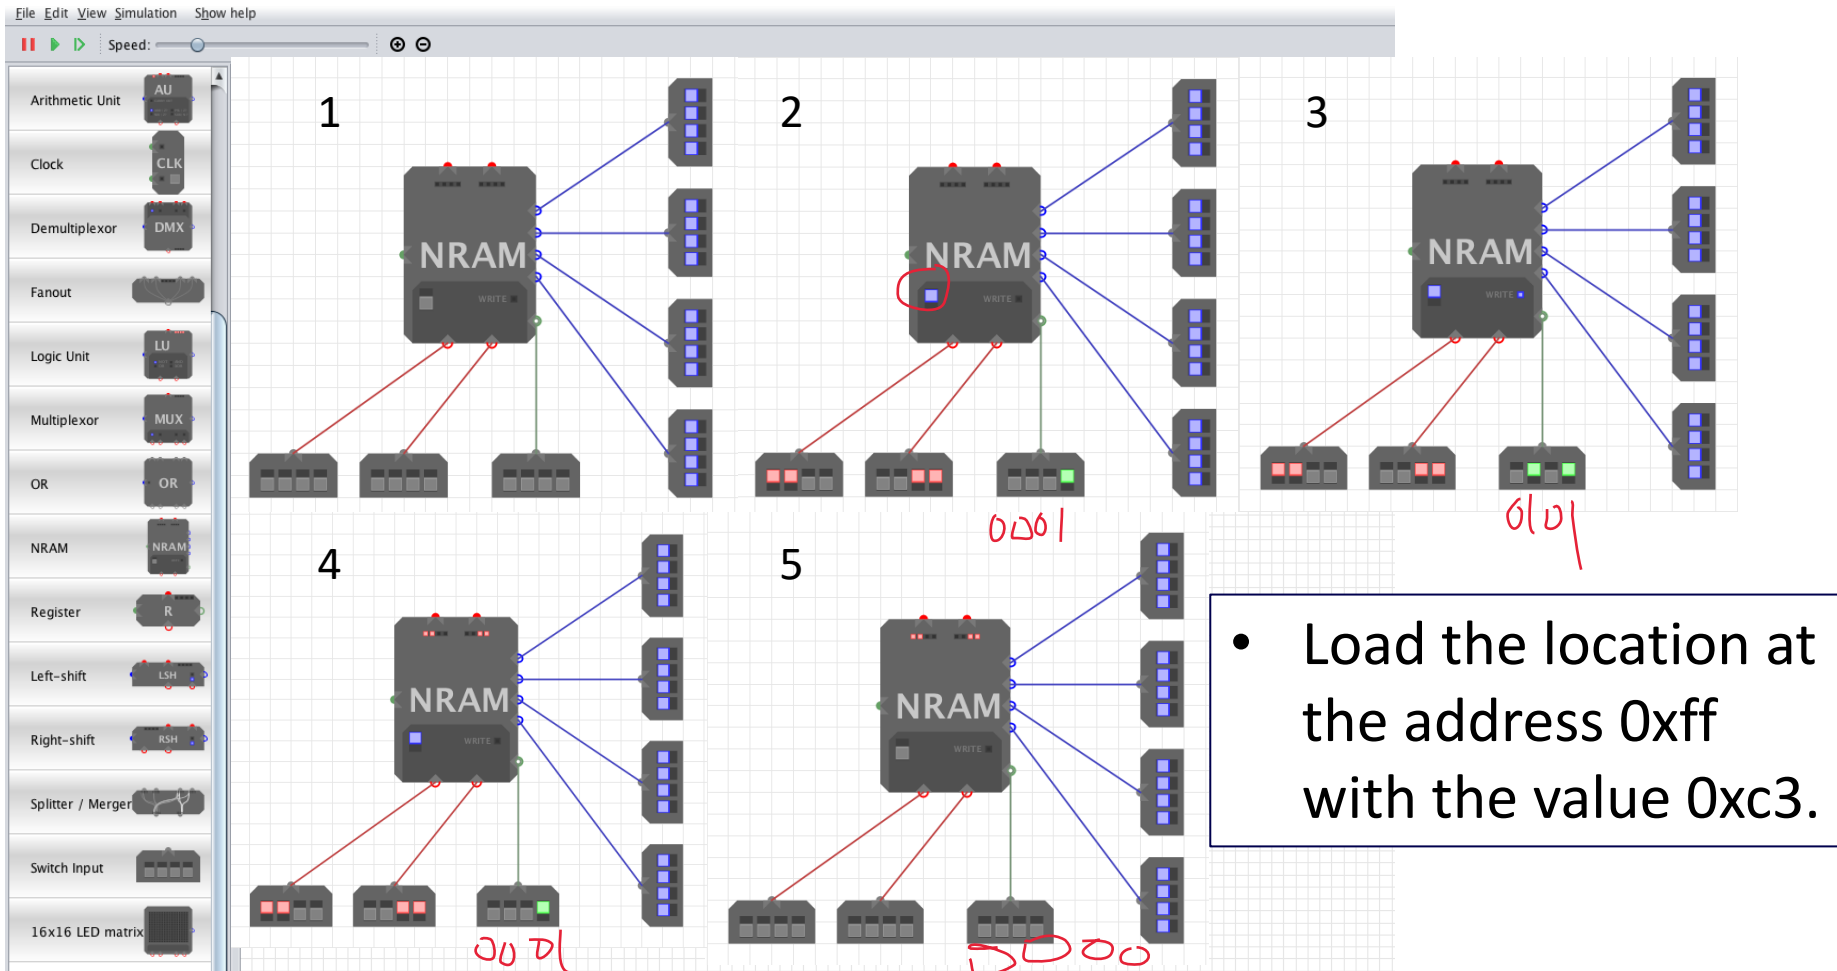 File Edit View Simulation Show help
Speed:
Arithmetic Unit
AU
Clock
CLK
Demultiplexor
DMX
Fanout
Logic Unit
LU
Multiplexor
MUX
OR
OR
NRAM
NRAM
Register
R
Left-shift
LSH
Right-shift
RSH
Splitter / Merger
Switch Input
16x16 LED matrix
1
NRAM
WRITE
2
NRAM
WRITE
0001
3
NRAM
WRITE
0101
4
NRAM
WRITE
0001
5
NRAM
WRITE
0000
• Load the location at
the address 0xff
with the value 0xc3.